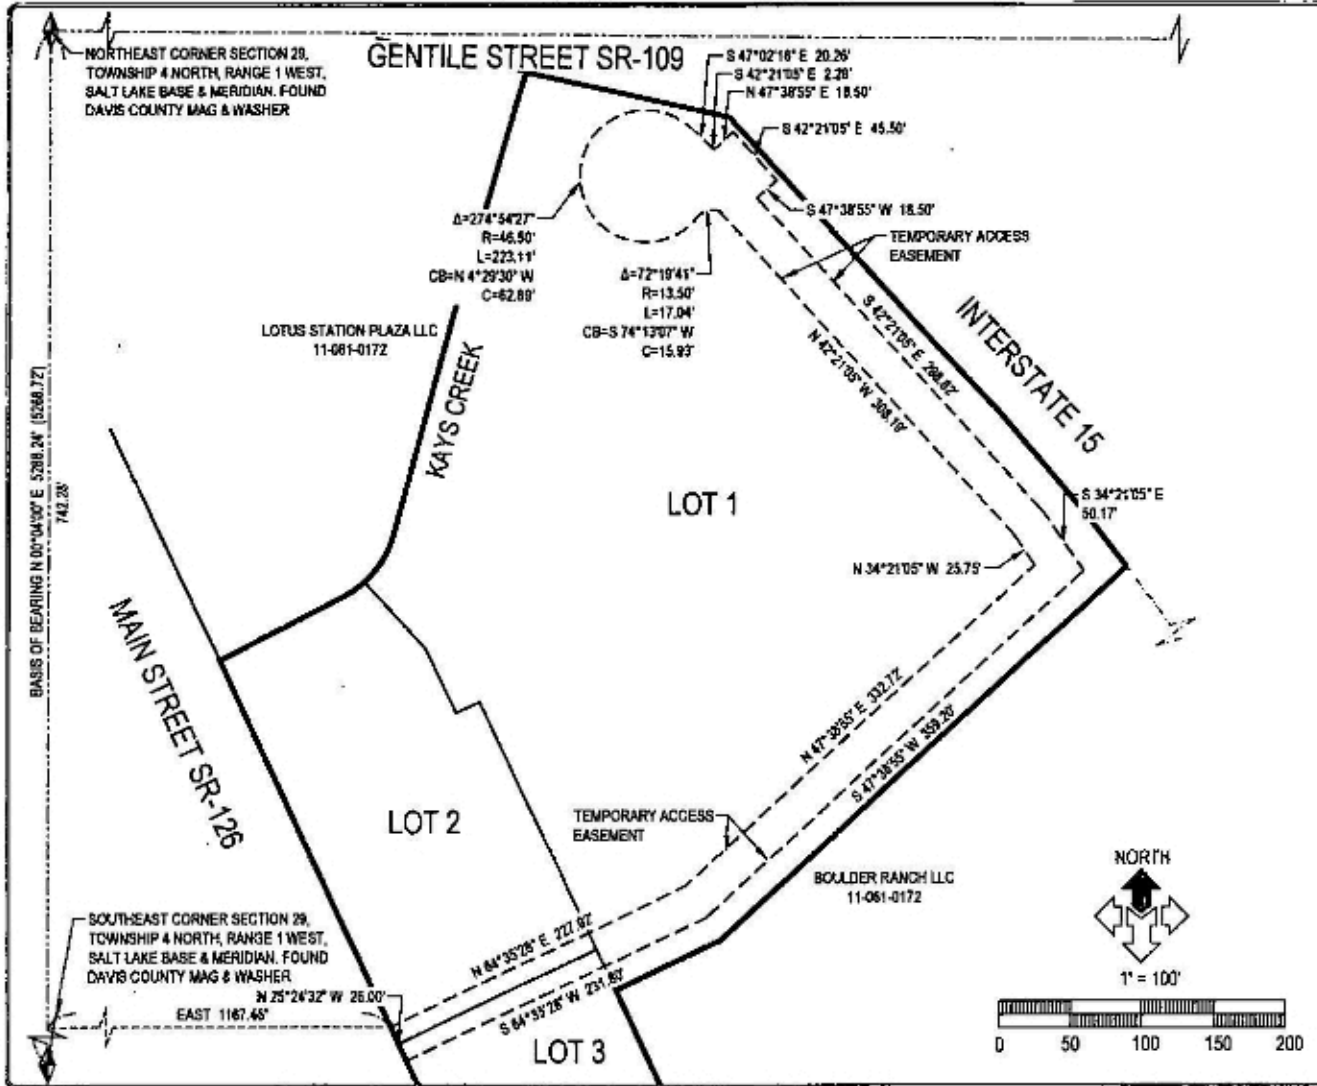 NORTHEAST CORNER SECTION 29,
TOWNSHIP 4 NORTH, RANGE 1 WEST,
SALT LAKE BASE & MERIDIAN. FOUND
DAVIS COUNTY MAG & WASHER
GENTILE STREET SR-109
S 47°02'16" E 20.26'
S 42°21'05" E 2.28'
N 47°38'55" E 18.50'
S 42°21'05" E 45.50'
S 47°38'55" W 18.50'
TEMPORARY ACCESS
EASEMENT
Δ=274°54'27"
R=46.50'
L=223.11'
CB=N 4°29'30" W
C=62.89'
Δ=72°19'41"
R=13.50'
L=17.04'
CB=S 74°13'07" W
C=15.93'
LOTUS STATION PLAZA LLC
11-061-0172
KAYS CREEK
INTERSTATE 15
S 42°21'05" E 288.82'
N 42°21'05" W 308.19'
BASIS OF BEARING N 00°04'00" E 5288.24' (5268.72')
742.28'
LOT 1
S 34°21'05" E
50.17'
N 34°21'05" W 25.75'
MAIN STREET SR-126
N 47°38'55" E 332.72'
S 47°38'55" W 359.20'
LOT 2
TEMPORARY ACCESS
EASEMENT
BOULDER RANCH LLC
11-061-0172
NORTH
1" = 100'
0 50 100 150 200
SOUTHEAST CORNER SECTION 29,
TOWNSHIP 4 NORTH, RANGE 1 WEST,
SALT LAKE BASE & MERIDIAN. FOUND
DAVIS COUNTY MAG & WASHER
N 25°24'32" W 26.00'
EAST 1167.46'
N 64°35'28" E 227.92'
S 64°35'28" W 231.80'
LOT 3